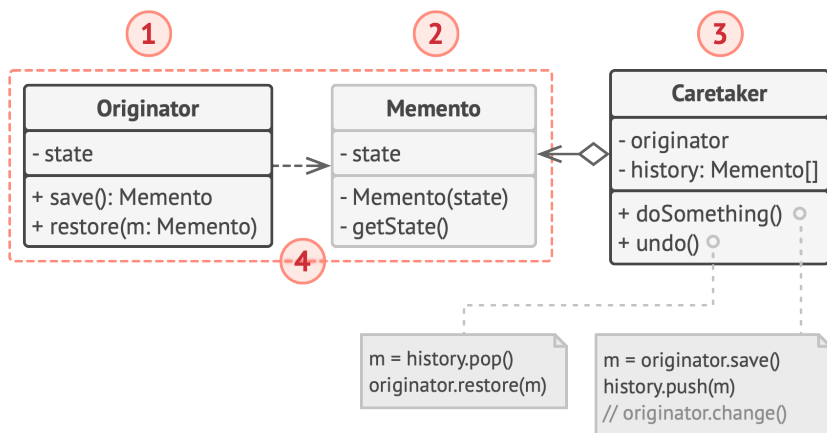 1
2
3
Originator
- state
+ save(): Memento
+ restore(m: Memento)
Memento
- state
- Memento(state)
- getState()
Caretaker
- originator
- history: Memento[]
+ doSomething()
+ undo()
4
m = history.pop()
originator.restore(m)
m = originator.save()
history.push(m)
// originator.change()